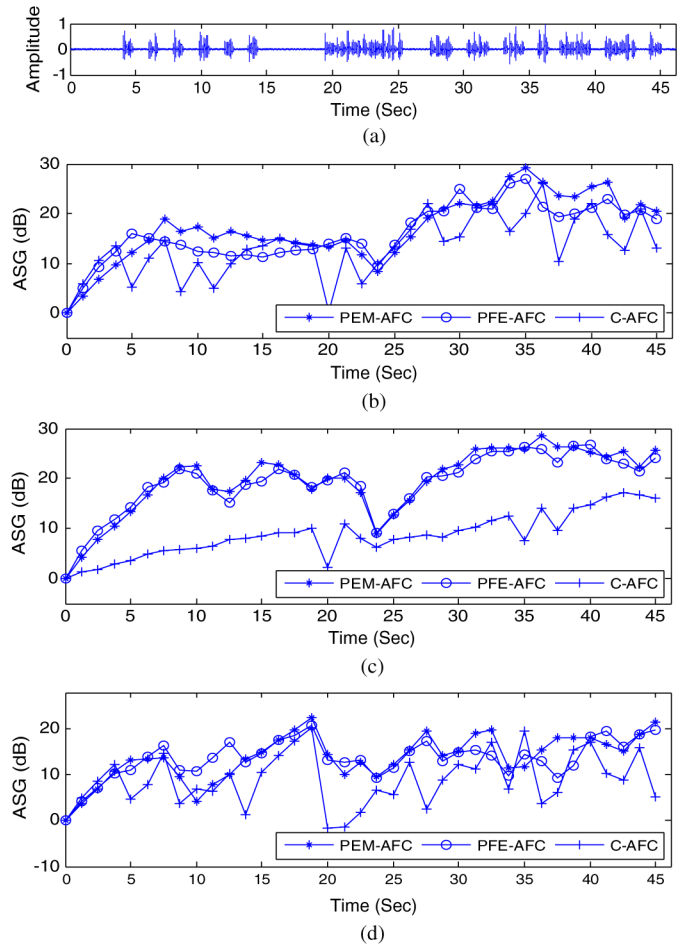 Amplitude
1
0
-1
0 5 10 15 20 25 30 35 40 45
Time (Sec)
(a)
ASG (dB)
30
20
10
0
PEM-AFC PFE-AFC C-AFC
0 5 10 15 20 25 30 35 40 45
Time (Sec)
(b)
ASG (dB)
30
20
10
0
PEM-AFC PFE-AFC C-AFC
0 5 10 15 20 25 30 35 40 45
Time (Sec)
(c)
ASG (dB)
20
10
0
-10
PEM-AFC PFE-AFC C-AFC
0 5 10 15 20 25 30 35 40 45
Time (Sec)
(d)